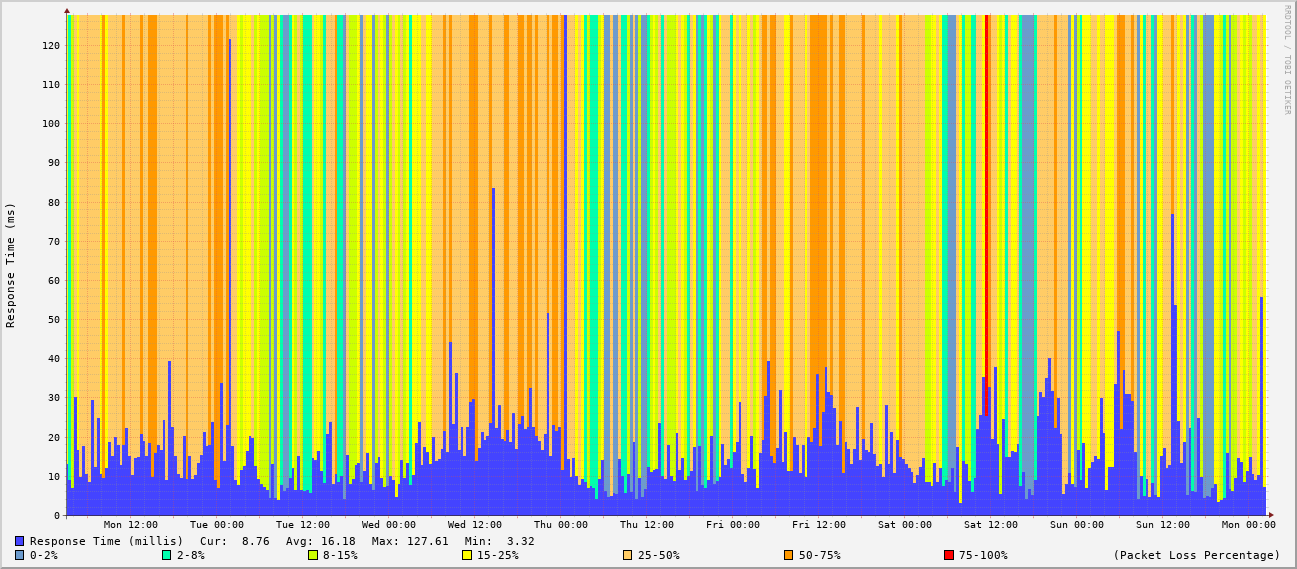 RRDTOOL / TOBI OETIKER
Response Time (ms)
120
110
100
90
80
70
60
50
40
30
20
10
0
Mon 12:00 Tue 00:00 Tue 12:00 Wed 00:00 Wed 12:00 Thu 00:00 Thu 12:00 Fri 00:00 Fri 12:00 Sat 00:00 Sat 12:00 Sun 00:00 Sun 12:00 Mon 00:00
Response Time (millis) Cur: 8.76 Avg: 16.18 Max: 127.61 Min: 3.32
0-2% 2-8% 8-15% 15-25% 25-50% 50-75% 75-100% (Packet Loss Percentage)